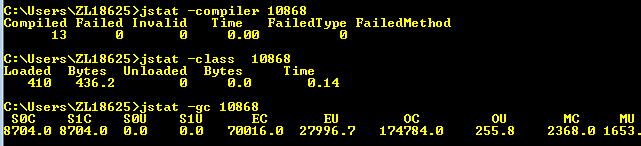 C:\Users\ZL18625>jstat -compiler 10868
Compiled Failed Invalid Time FailedType FailedMethod
13 0 0 0.00 0
C:\Users\ZL18625>jstat -class 10868
Loaded Bytes Unloaded Bytes Time
410 436.2 0 0.0 0.14
C:\Users\ZL18625>jstat -gc 10868
S0C S1C S0U S1U EC EU OC OU MC MU
8704.0 8704.0 0.0 0.0 70016.0 27996.7 174784.0 255.8 2368.0 1653.